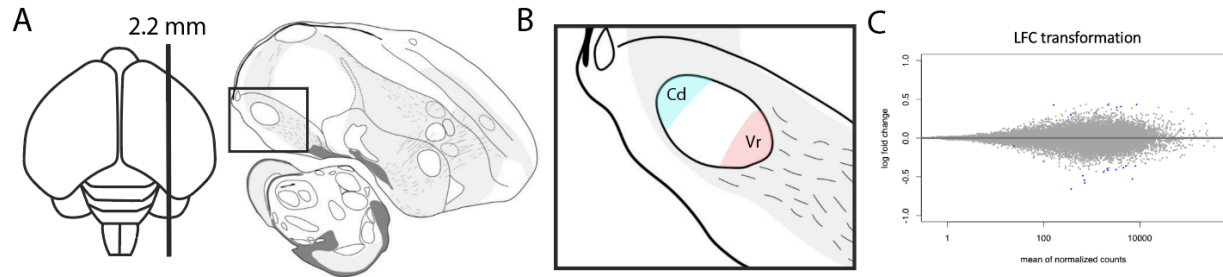 A
2.2 mm
B
Cd
Vr
C
LFC transformation
log fold change
1.0
0.5
0.0
-0.5
-1.0
1
100
10000
mean of normalized counts